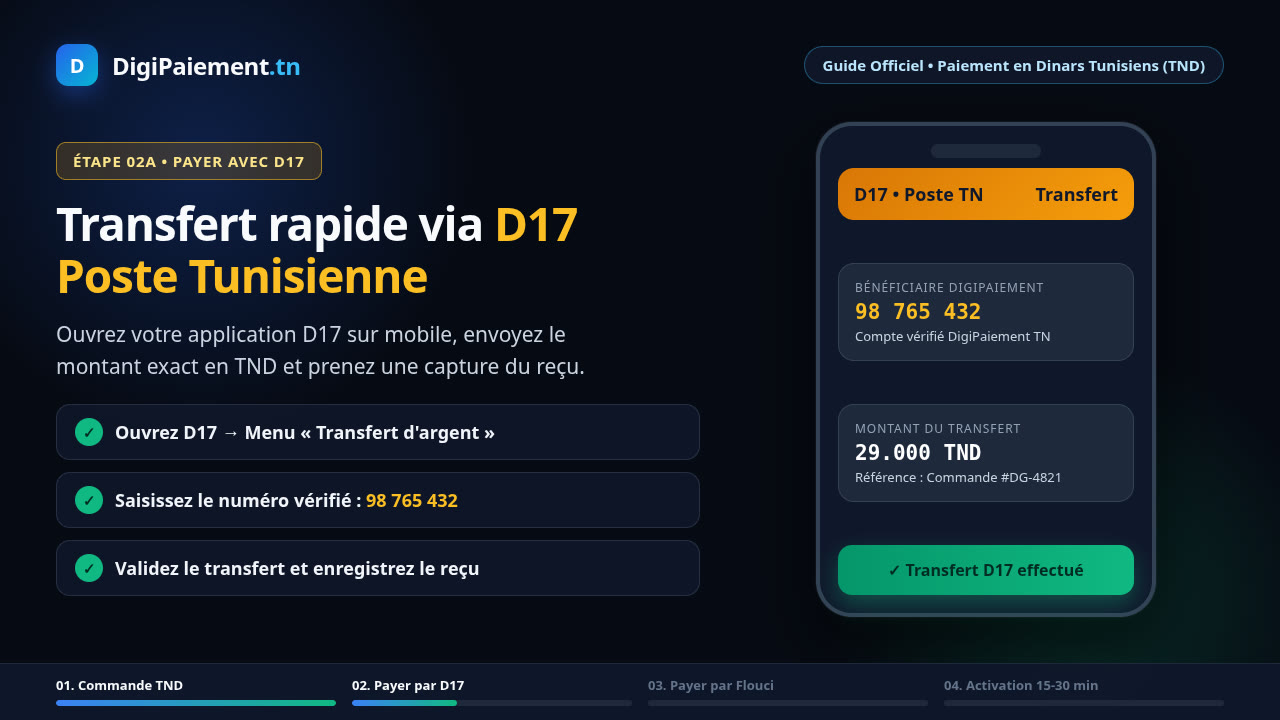 D
DigiPaiement.tn
Guide Officiel • Paiement en Dinars Tunisiens (TND)
ÉTAPE 02A • PAYER AVEC D17
Transfert rapide via D17
Poste Tunisienne
Ouvrez votre application D17 sur mobile, envoyez le
montant exact en TND et prenez une capture du reçu.
✓ Ouvrez D17 → Menu « Transfert d'argent »
✓ Saisissez le numéro vérifié : 98 765 432
✓ Validez le transfert et enregistrez le reçu
D17 • Poste TN Transfert
BÉNÉFICIAIRE DIGIPAIEMENT
98 765 432
Compte vérifié DigiPaiement TN
MONTANT DU TRANSFERT
29.000 TND
Référence : Commande #DG-4821
✓ Transfert D17 effectué
01. Commande TND
02. Payer par D17
03. Payer par Flouci
04. Activation 15-30 min